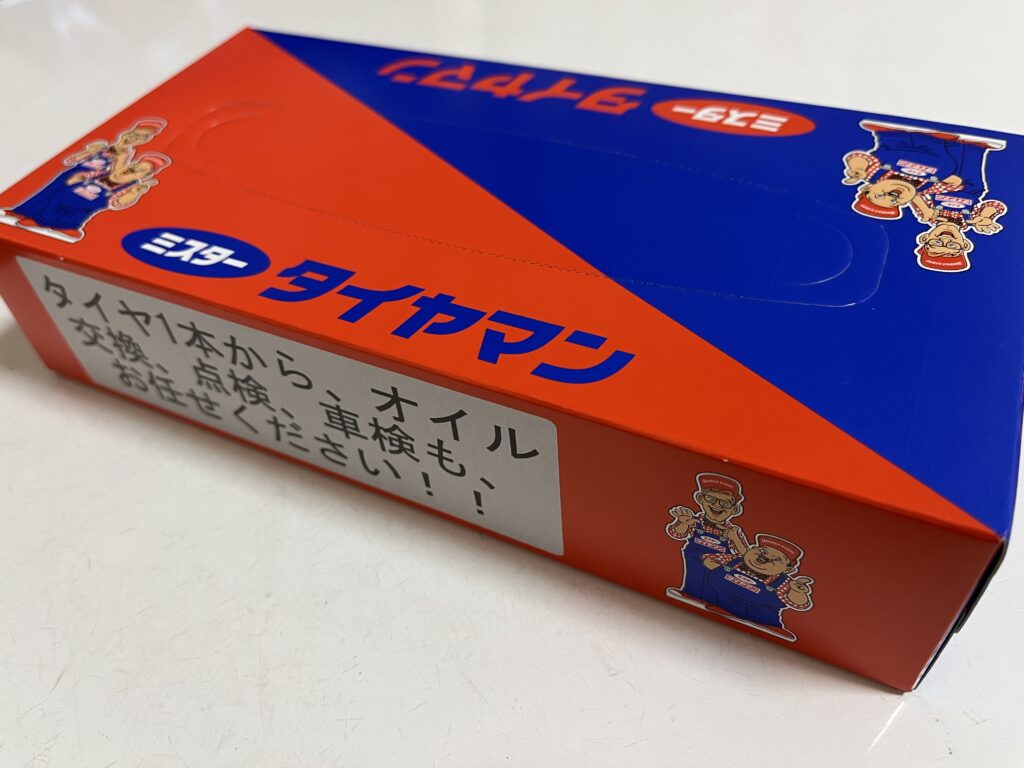 ミスター タイヤマン
ミスター タイヤマン
タイヤ1本から、オイル
交換、点検、車検も、
お任せください！！